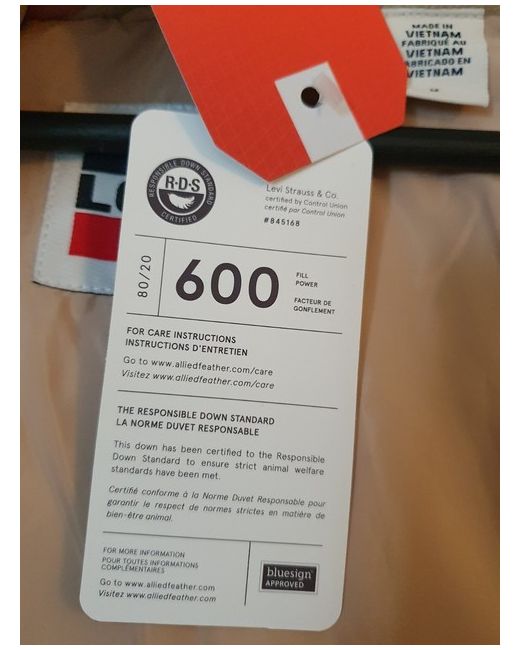 MADE IN
VIETNAM
FABRIQUÉ AU
VIETNAM
FABRICADO EN
VIETNAM
RESPONSIBLE DOWN STANDARD
R·D·S
CERTIFIED
Levi Strauss & Co.
certified by Control Union
certifié par Control Union
#845168
80/20
600
FILL
POWER
FACTEUR DE
GONFLEMENT
FOR CARE INSTRUCTIONS
INSTRUCTIONS D'ENTRETIEN
Go to www.alliedfeather.com/care
Visitez www.alliedfeather.com/care
THE RESPONSIBLE DOWN STANDARD
LA NORME DUVET RESPONSABLE
This down has been certified to the Responsible
Down Standard to ensure strict animal welfare
standards have been met.
Certifié conforme à la Norme Duvet Responsable pour
garantir le respect de normes strictes en matière de
bien-être animal.
FOR MORE INFORMATION
POUR TOUTES INFORMATIONS
COMPLÉMENTAIRES
Go to www.alliedfeather.com
Visitez www.alliedfeather.com
bluesign
APPROVED